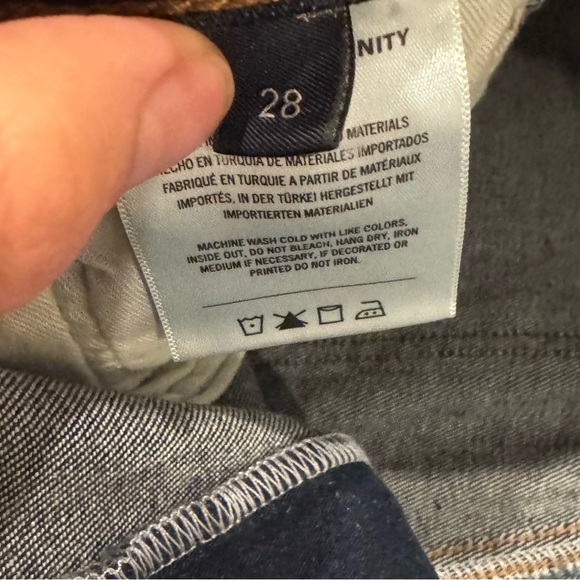 NITY
28
MATERIALS
HECHO EN TURQUIA DE MATERIALES IMPORTADOS
FABRIQUÉ EN TURQUIE A PARTIR DE MATÉRIAUX
IMPORTÉS, IN DER TÜRKEI HERGESTELLT MIT
IMPORTIERTEN MATERIALIEN
MACHINE WASH COLD WITH LIKE COLORS,
INSIDE OUT, DO NOT BLEACH, HANG DRY, IRON
MEDIUM IF NECESSARY, IF DECORATED OR
PRINTED DO NOT IRON.